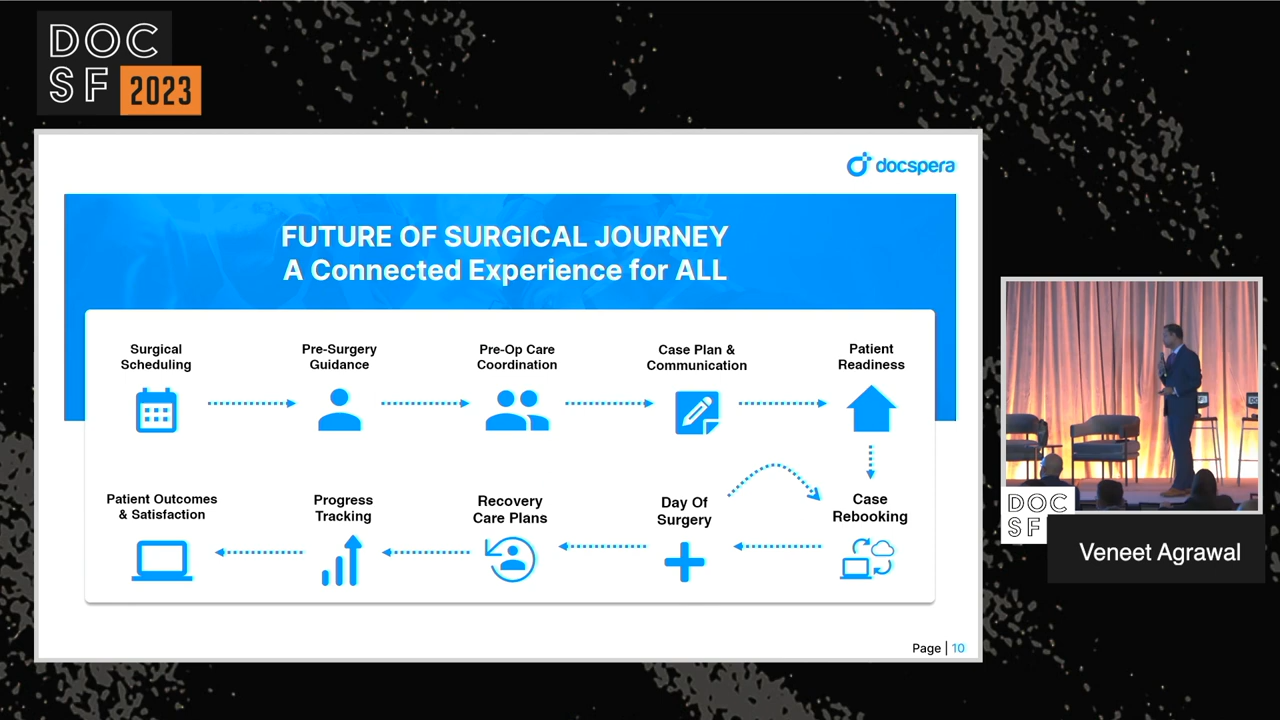 DOC
SF 2023
docspera
FUTURE OF SURGICAL JOURNEY
A Connected Experience for ALL
Surgical
Scheduling
Pre-Surgery
Guidance
Pre-Op Care
Coordination
Case Plan &
Communication
Patient
Readiness
Patient Outcomes
& Satisfaction
Progress
Tracking
Recovery
Care Plans
Day Of
Surgery
Case
Rebooking
Page | 10
DOC
SF
Veneet Agrawal